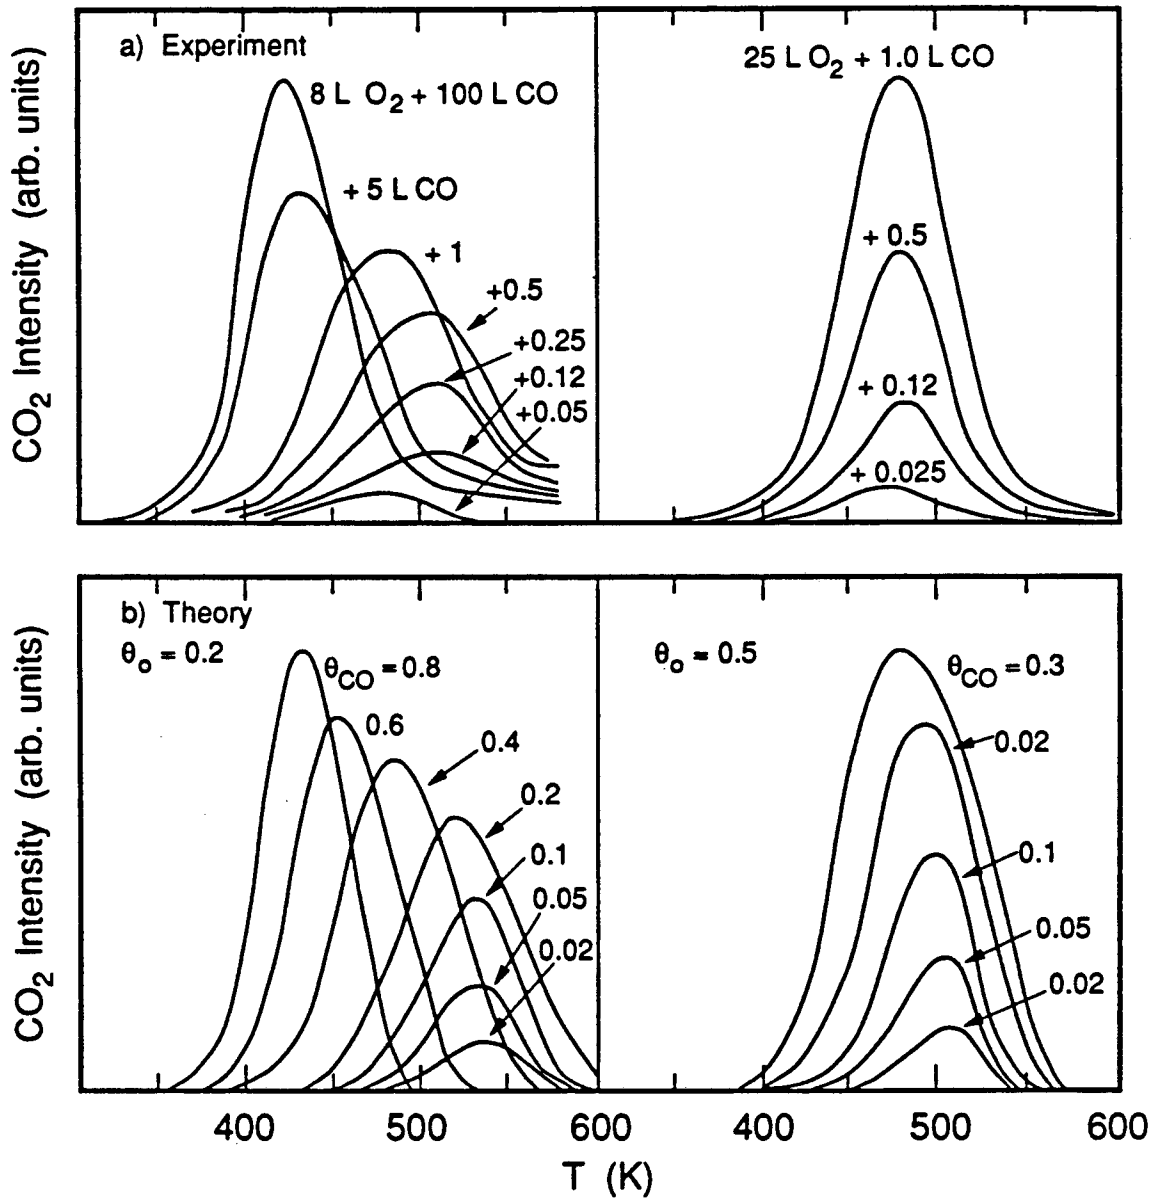 a) Experiment
8 L O₂ + 100 L CO
+ 5 L CO
+ 1
+0.5
+0.25
+0.12
+0.05
CO₂ Intensity (arb. units)
25 L O₂ + 1.0 L CO
+ 0.5
+ 0.12
+ 0.025
b) Theory
θₒ = 0.2
θCO = 0.8
0.6
0.4
0.2
0.1
0.05
0.02
CO₂ Intensity (arb. units)
θₒ = 0.5
θCO = 0.3
0.02
0.1
0.05
0.02
400 500 600 400 500 600
T (K)